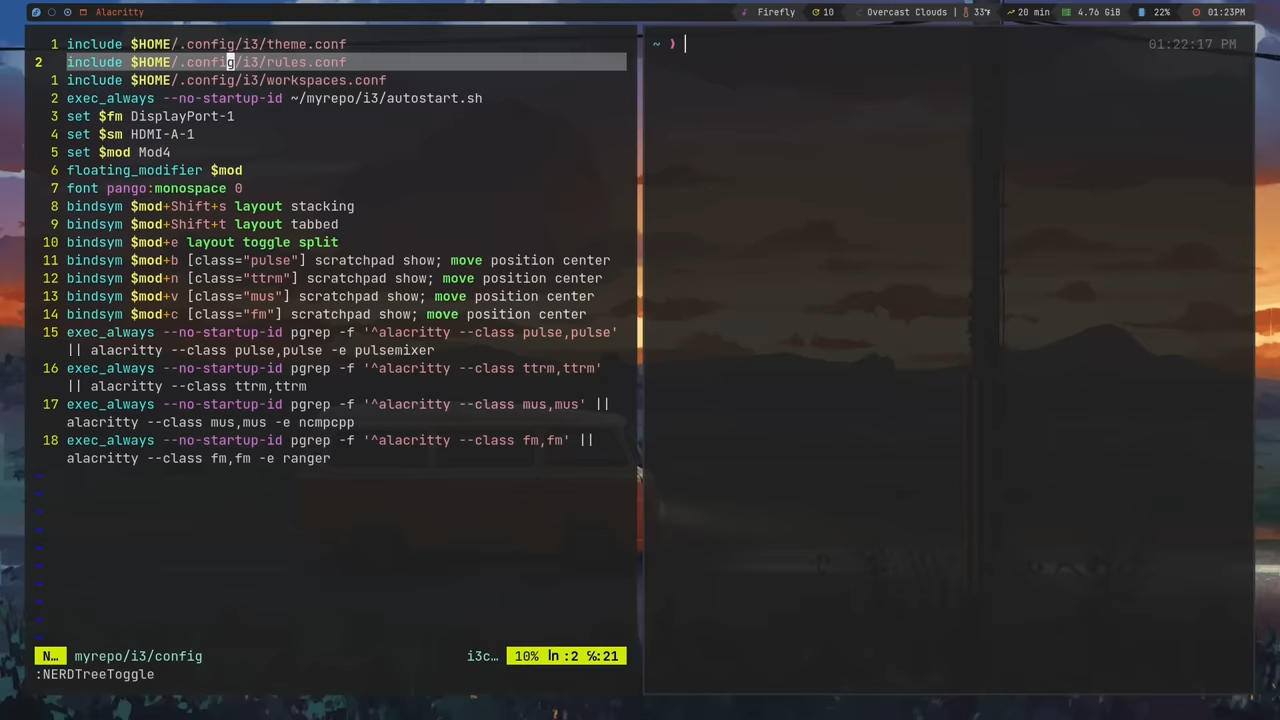 Alacritty
Firefly
10
Overcast Clouds | 33°F
20 min
4.76 GiB
22%
01:23PM
1 include $HOME/.config/i3/theme.conf
2 include $HOME/.config/i3/rules.conf
1 include $HOME/.config/i3/workspaces.conf
2 exec_always --no-startup-id ~/myrepo/i3/autostart.sh
3 set $fm DisplayPort-1
4 set $sm HDMI-A-1
5 set $mod Mod4
6 floating_modifier $mod
7 font pango:monospace 0
8 bindsym $mod+Shift+s layout stacking
9 bindsym $mod+Shift+t layout tabbed
10 bindsym $mod+e layout toggle split
11 bindsym $mod+b [class="pulse"] scratchpad show; move position center
12 bindsym $mod+n [class="ttrm"] scratchpad show; move position center
13 bindsym $mod+v [class="mus"] scratchpad show; move position center
14 bindsym $mod+c [class="fm"] scratchpad show; move position center
15 exec_always --no-startup-id pgrep -f '^alacritty --class pulse,pulse'
|| alacritty --class pulse,pulse -e pulsemixer
16 exec_always --no-startup-id pgrep -f '^alacritty --class ttrm,ttrm'
|| alacritty --class ttrm,ttrm
17 exec_always --no-startup-id pgrep -f '^alacritty --class mus,mus' ||
alacritty --class mus,mus -e ncmpcpp
18 exec_always --no-startup-id pgrep -f '^alacritty --class fm,fm' ||
alacritty --class fm,fm -e ranger
~
~
~
~
~
~
~
~
~
~
N… myrepo/i3/config i3c… 10% ln :2 ℅:21
:NERDTreeToggle
~ ❫
01:22:17 PM